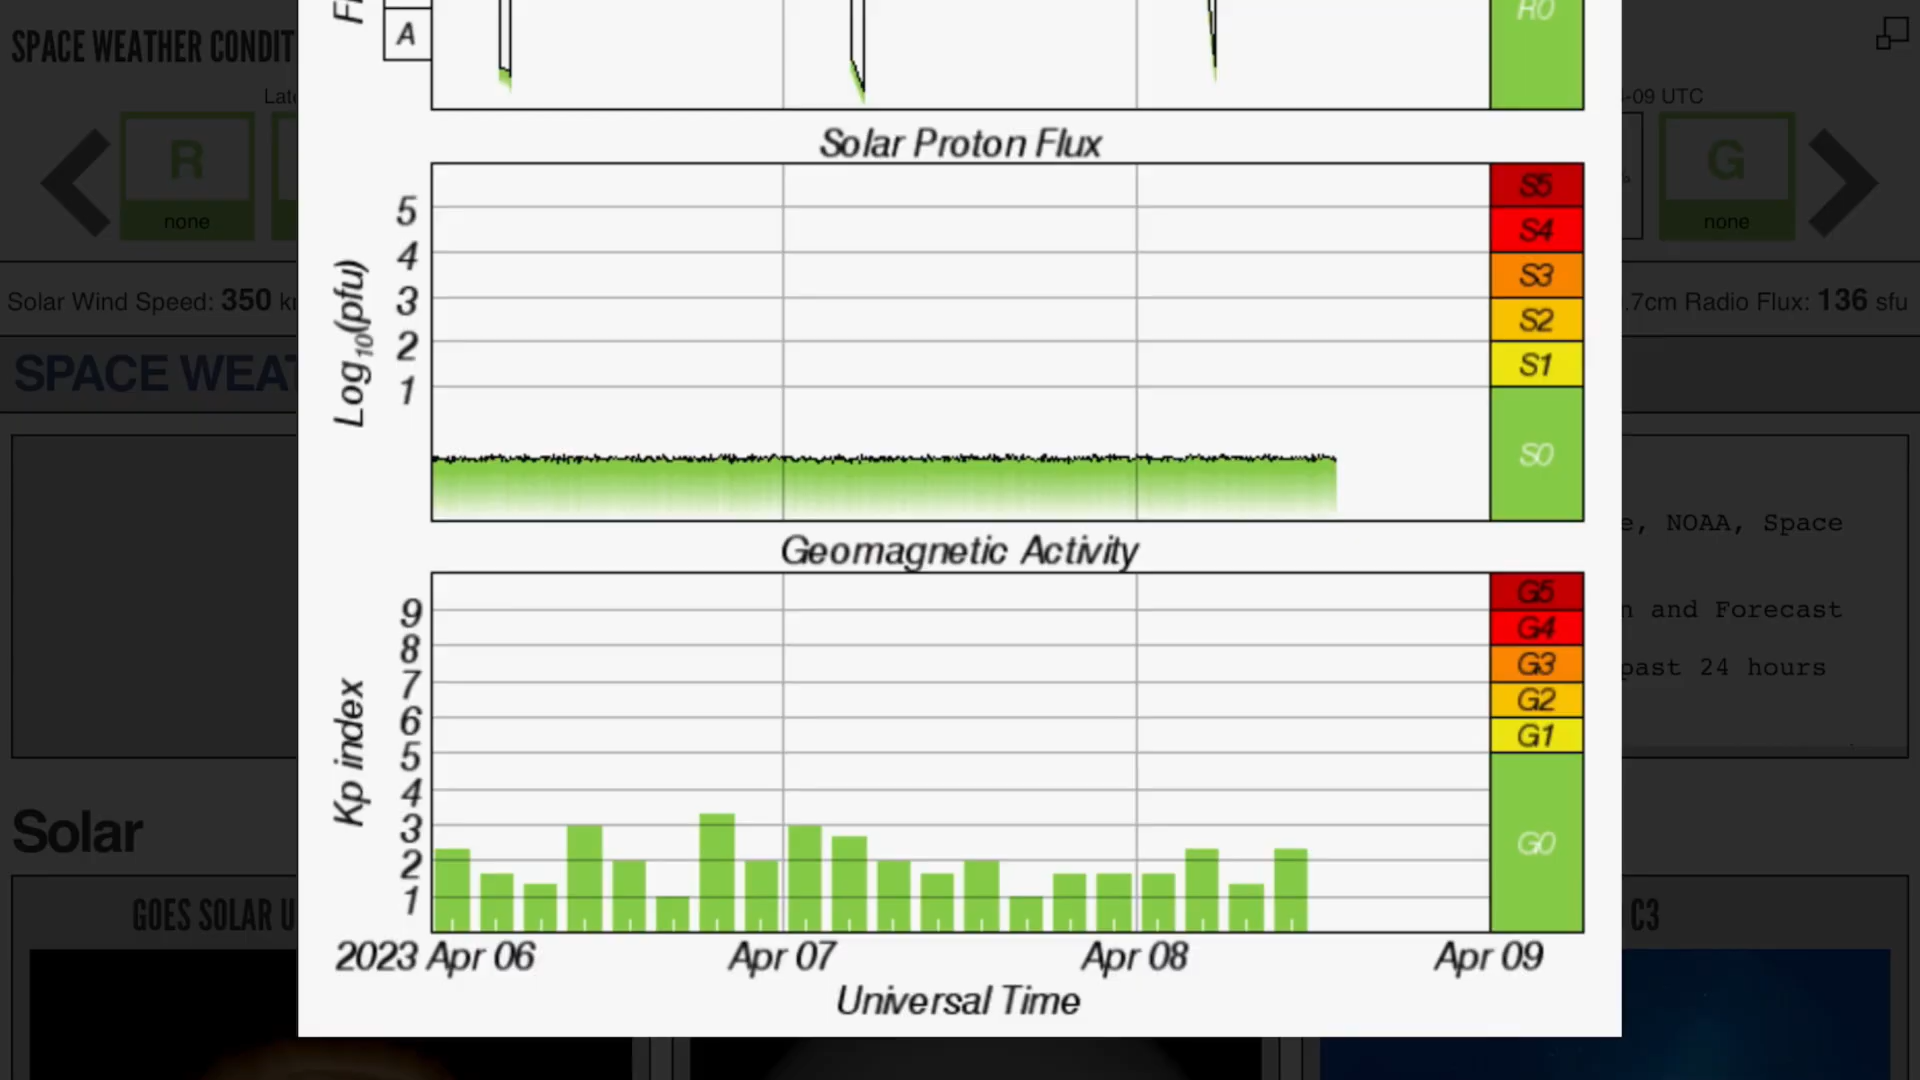 SPACE WEATHER CONDIT
-09 UTC
R
none
G
none
Solar Wind Speed: 350
.7cm Radio Flux: 136 sfu
SPACE WEAT
A
R0
Solar Proton Flux
Log10(pfu)
5
4
3
2
1
S5
S4
S3
S2
S1
S0
Geomagnetic Activity
Kp index
9
8
7
6
5
4
3
2
1
G5
G4
G3
G2
G1
G0
2023 Apr 06
Apr 07
Apr 08
Apr 09
Universal Time
e, NOAA, Space
n and Forecast
past 24 hours
Solar
GOES SOLAR U
C3